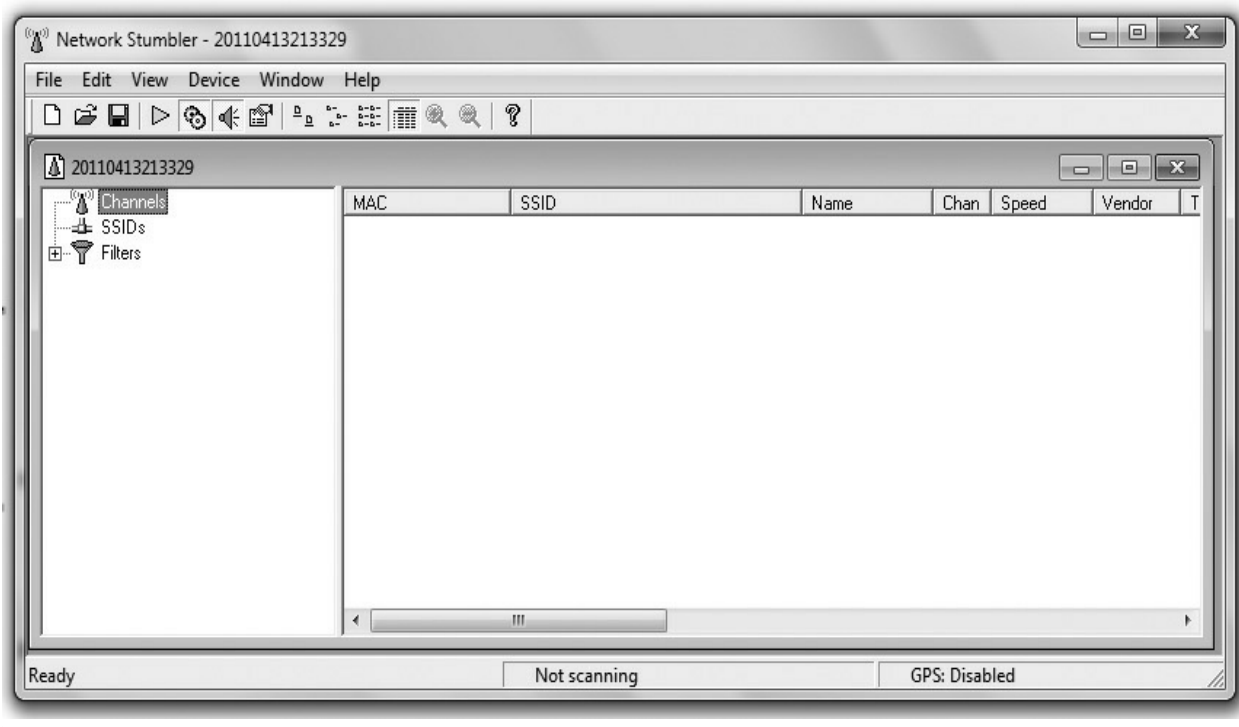 Network Stumbler - 20110413213329
File Edit View Device Window Help
20110413213329
Channels
SSIDs
Filters
MAC SSID Name Chan Speed Vendor T
Ready Not scanning GPS: Disabled